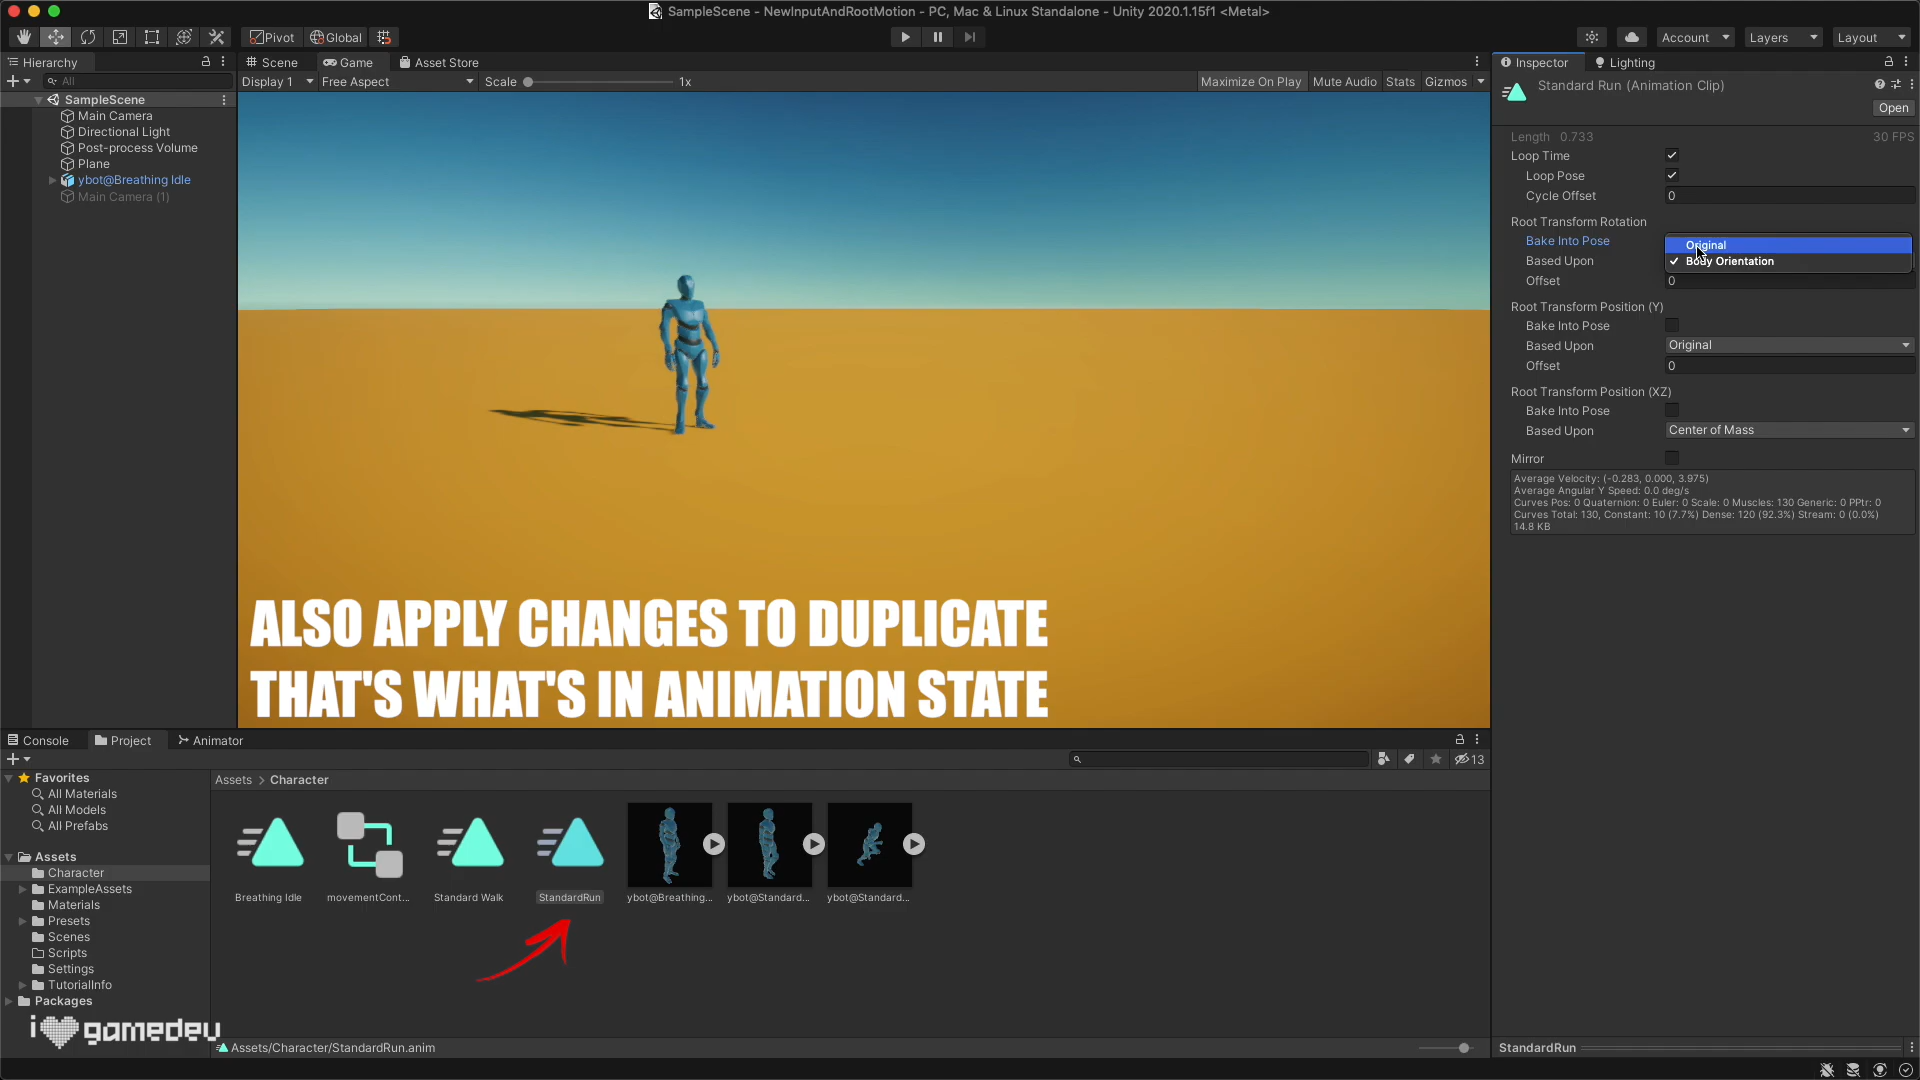 SampleScene - NewInputAndRootMotion - PC, Mac & Linux Standalone - Unity 2020.1.15f1 <Metal>
Pivot
Global
Account
Layers
Layout
Hierarchy
Scene
Game
Asset Store
Inspector
Lighting
All
Display 1
Free Aspect
Scale
1x
Maximize On Play
Mute Audio
Stats
Gizmos
SampleScene
Main Camera
Directional Light
Post-process Volume
Plane
ybot@Breathing Idle
Main Camera (1)
Standard Run (Animation Clip)
Open
Length 0.733
30 FPS
Loop Time
Loop Pose
Cycle Offset
0
Root Transform Rotation
Bake Into Pose
Original
Based Upon
Body Orientation
Offset
0
Root Transform Position (Y)
Bake Into Pose
Based Upon
Original
Offset
0
Root Transform Position (XZ)
Bake Into Pose
Based Upon
Center of Mass
Mirror
Average Velocity: (-0.283, 0.000, 3.975)
Average Angular Y Speed: 0.0 deg/s
Curves Pos: 0 Quaternion: 0 Euler: 0 Scale: 0 Muscles: 130 Generic: 0 PPtr: 0
Curves Total: 130, Constant: 10 (7.7%) Dense: 120 (92.3%) Stream: 0 (0.0%)
14.8 KB
ALSO APPLY CHANGES TO DUPLICATE
THAT'S WHAT'S IN ANIMATION STATE
Console
Project
Animator
13
Favorites
All Materials
All Models
All Prefabs
Assets
Character
ExampleAssets
Materials
Presets
Scenes
Scripts
Settings
TutorialInfo
Packages
Assets > Character
Breathing Idle
movementCont...
Standard Walk
StandardRun
ybot@Breathing...
ybot@Standard...
ybot@Standard...
i gamedev
Assets/Character/StandardRun.anim
StandardRun